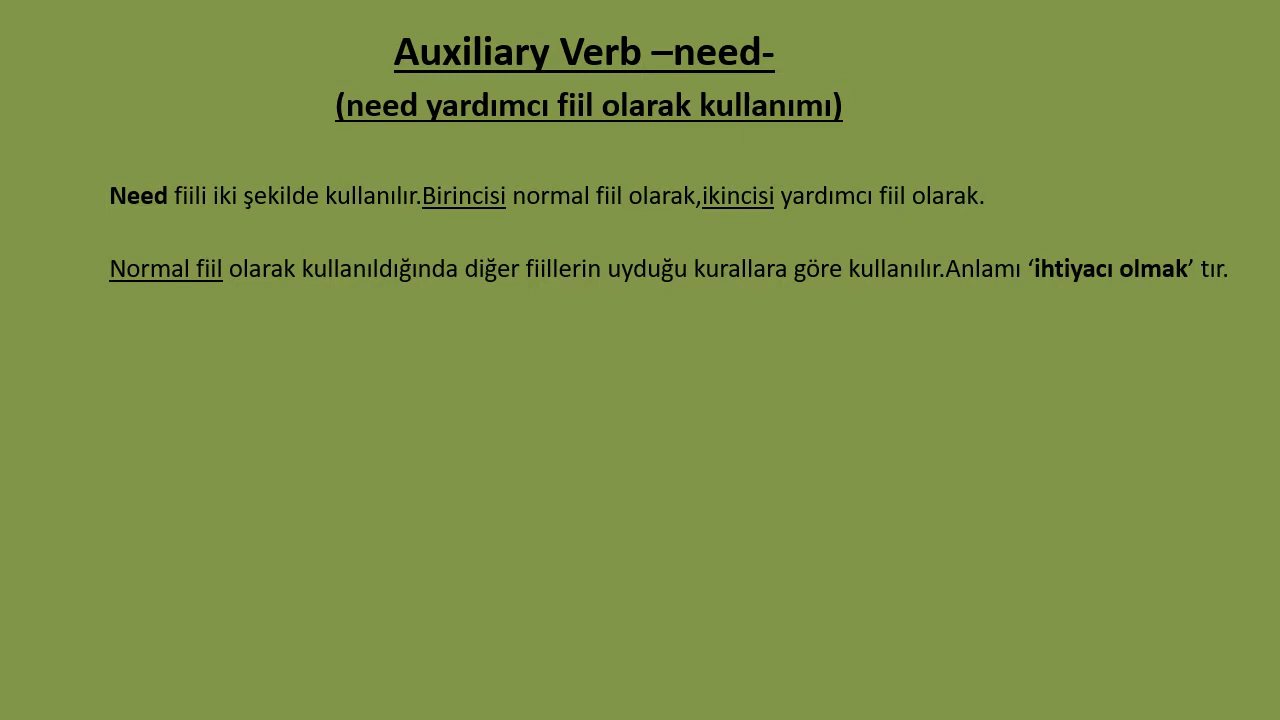 Auxiliary Verb –need-
(need yardımcı fiil olarak kullanımı)
Need fiili iki şekilde kullanılır.Birincisi normal fiil olarak,ikincisi yardımcı fiil olarak.
Normal fiil olarak kullanıldığında diğer fiillerin uyduğu kurallara göre kullanılır.Anlamı ‘ihtiyacı olmak’ tır.